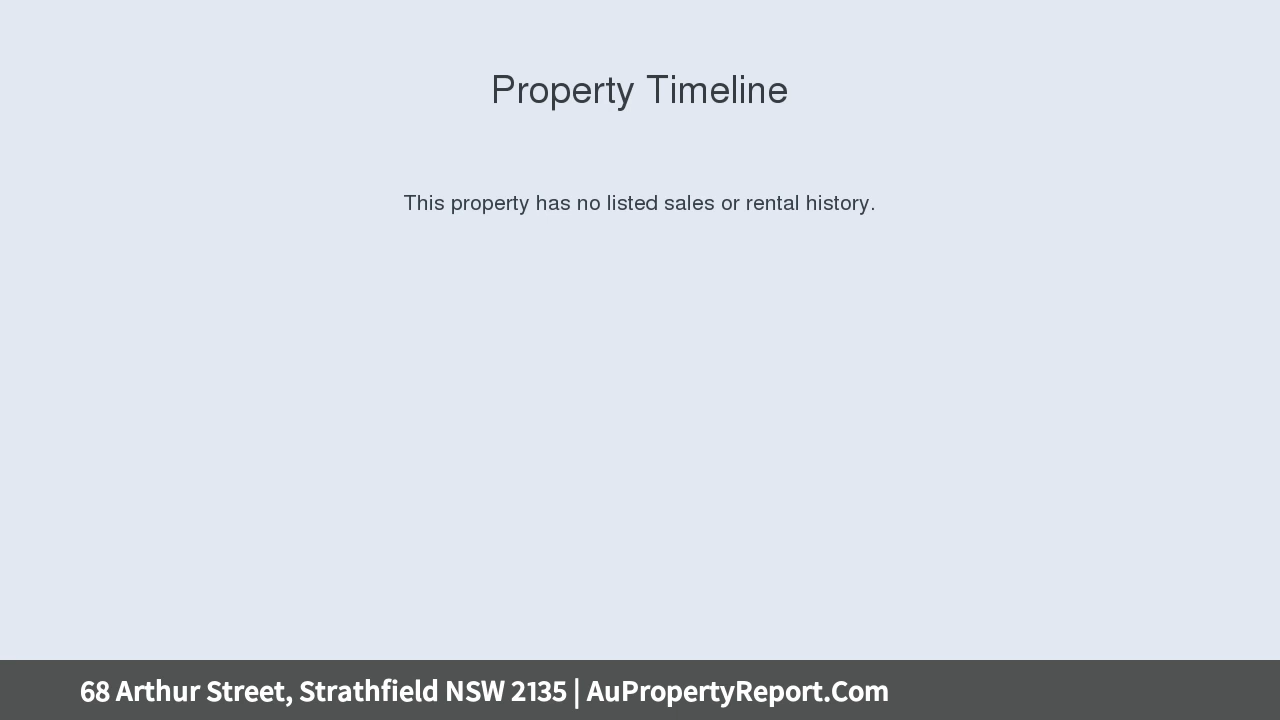 Property Timeline
This property has no listed sales or rental history.
68 Arthur Street, Strathfield NSW 2135 | AuPropertyReport.Com